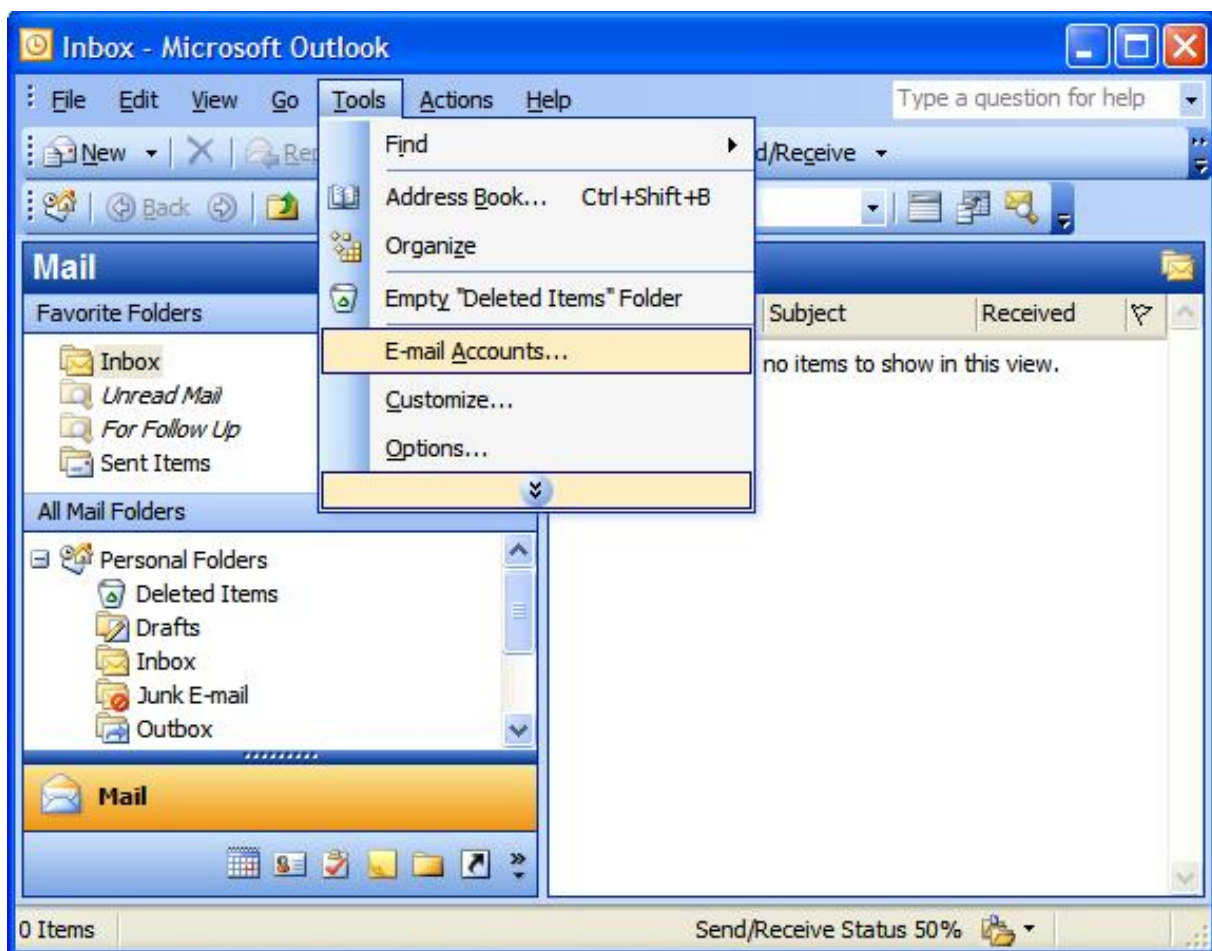 Inbox - Microsoft Outlook
File Edit View Go Tools Actions Help Type a question for help
New d/Receive
Back
Find
Address Book... Ctrl+Shift+B
Organize
Empty "Deleted Items" Folder
E-mail Accounts...
Customize...
Options...
Mail
Favorite Folders
Inbox
Unread Mail
For Follow Up
Sent Items
All Mail Folders
Personal Folders
Deleted Items
Drafts
Inbox
Junk E-mail
Outbox
Mail
Subject Received
no items to show in this view.
0 Items Send/Receive Status 50%